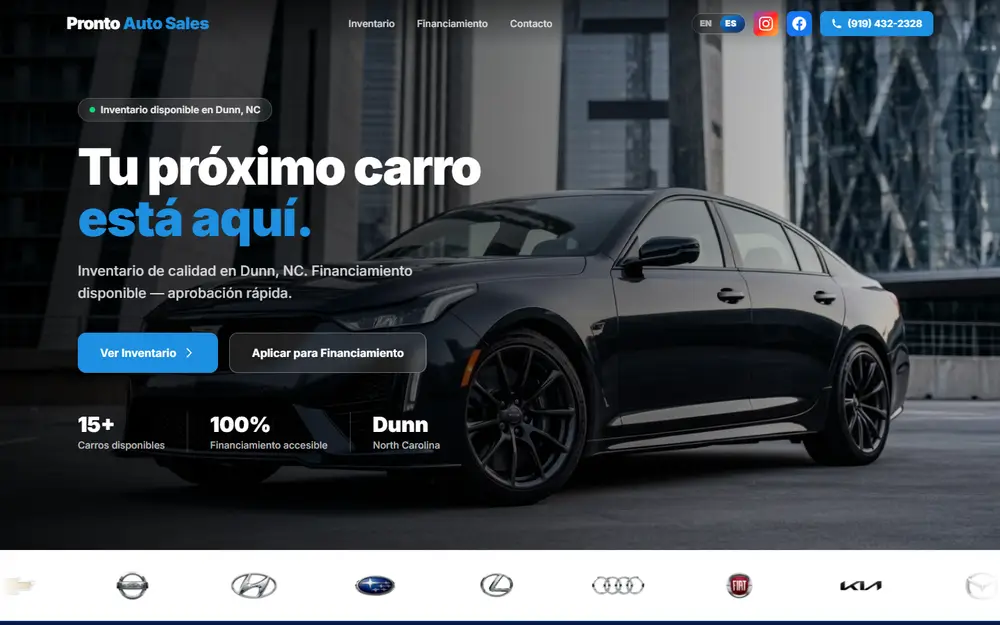 Pronto Auto Sales
Inventario
Financiamiento
Contacto
EN
ES
(919) 432-2328
Inventario disponible en Dunn, NC
Tu próximo carro
está aquí.
Inventario de calidad en Dunn, NC. Financiamiento
disponible — aprobación rápida.
Ver Inventario
Aplicar para Financiamiento
15+
Carros disponibles
100%
Financiamiento accesible
Dunn
North Carolina
FIAT
KIA